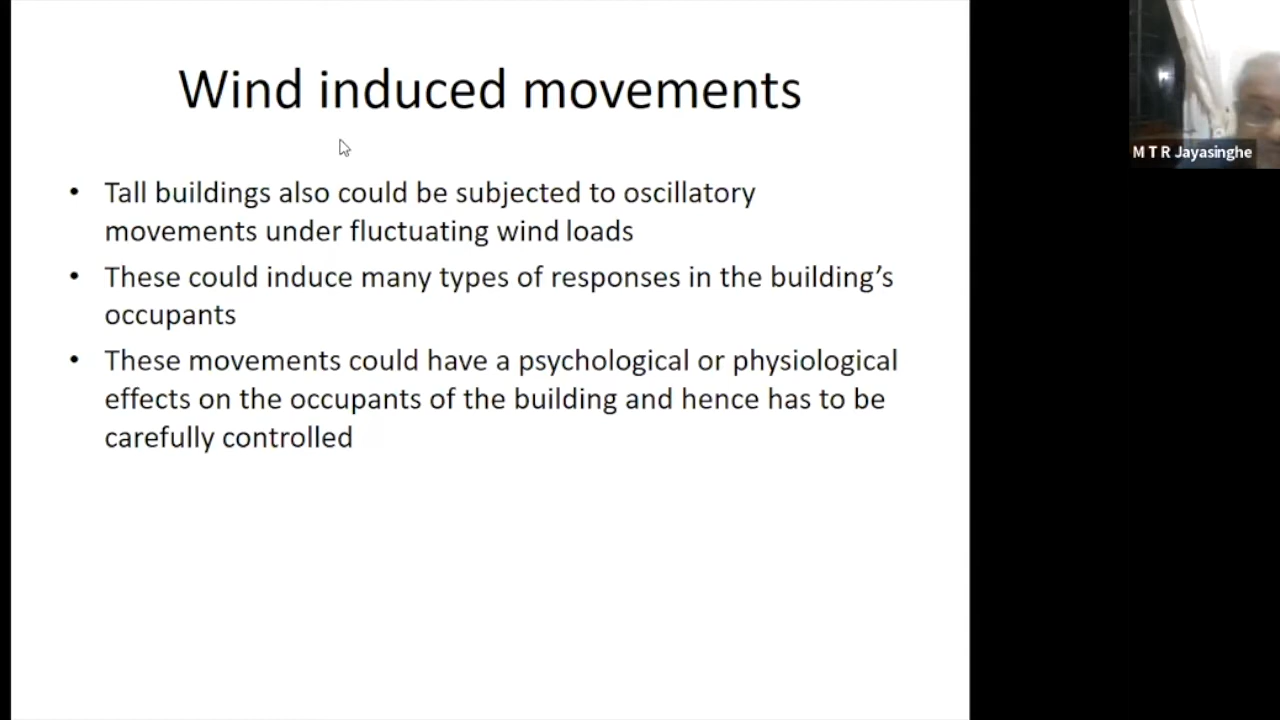 Wind induced movements
• Tall buildings also could be subjected to oscillatory
movements under fluctuating wind loads
• These could induce many types of responses in the building’s
occupants
• These movements could have a psychological or physiological
effects on the occupants of the building and hence has to be
carefully controlled
M T R Jayasinghe